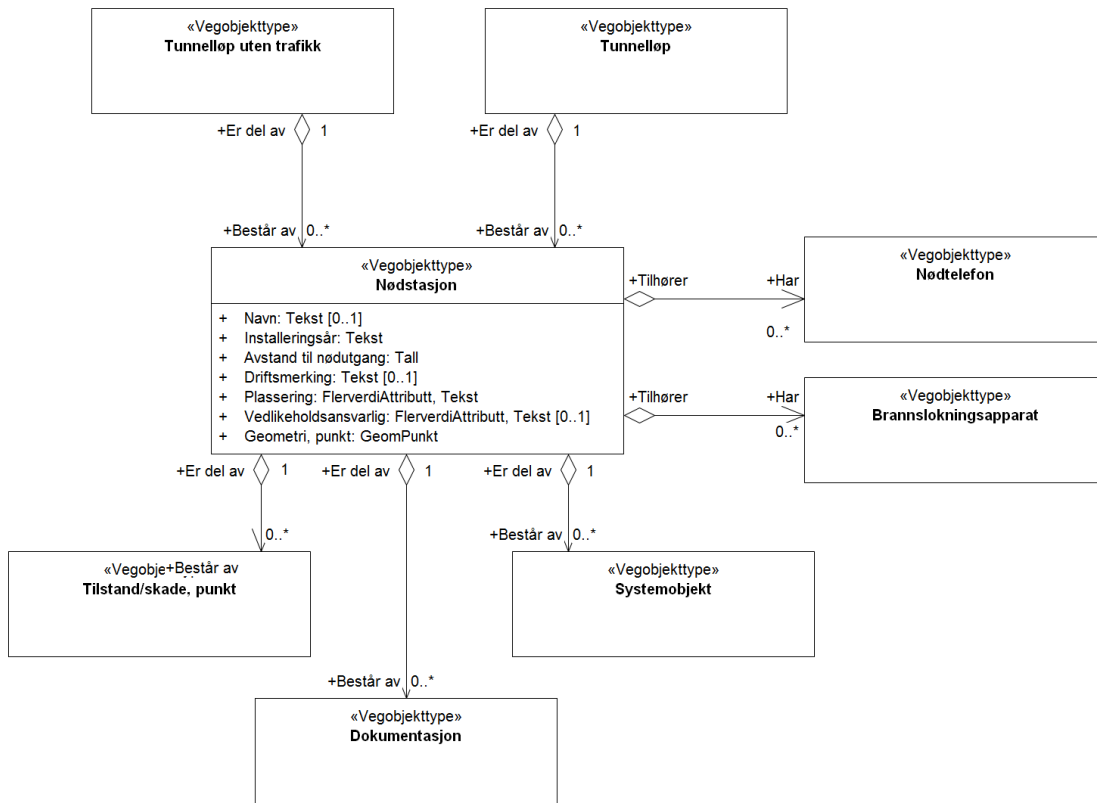 «Vegobjekttype»
Tunnelløp uten trafikk
«Vegobjekttype»
Tunnelløp
+Er del av 1
+Er del av 1
+Består av 0..*
+Består av 0..*
«Vegobjekttype»
Nødstasjon
+ Navn: Tekst [0..1]
+ Installeringsår: Tekst
+ Avstand til nødutgang: Tall
+ Driftsmerking: Tekst [0..1]
+ Plassering: FlerverdiAttributt, Tekst
+ Vedlikeholdsansvarlig: FlerverdiAttributt, Tekst [0..1]
+ Geometri, punkt: GeomPunkt
+Tilhører +Har
0..*
«Vegobjekttype»
Nødtelefon
+Tilhører +Har
0..*
«Vegobjekttype»
Brannslokningsapparat
+Er del av 1
+Er del av 1
+Er del av 1
0..*
+Består av 0..*
«Vegobje
+Består av
Tilstand/skade, punkt
«Vegobjekttype»
Systemobjekt
+Består av 0..*
«Vegobjekttype»
Dokumentasjon